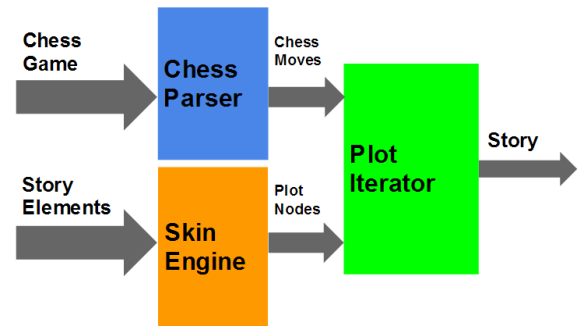 Chess
Game
Chess
Parser
Chess
Moves
Story
Elements
Skin
Engine
Plot
Nodes
Plot
Iterator
Story